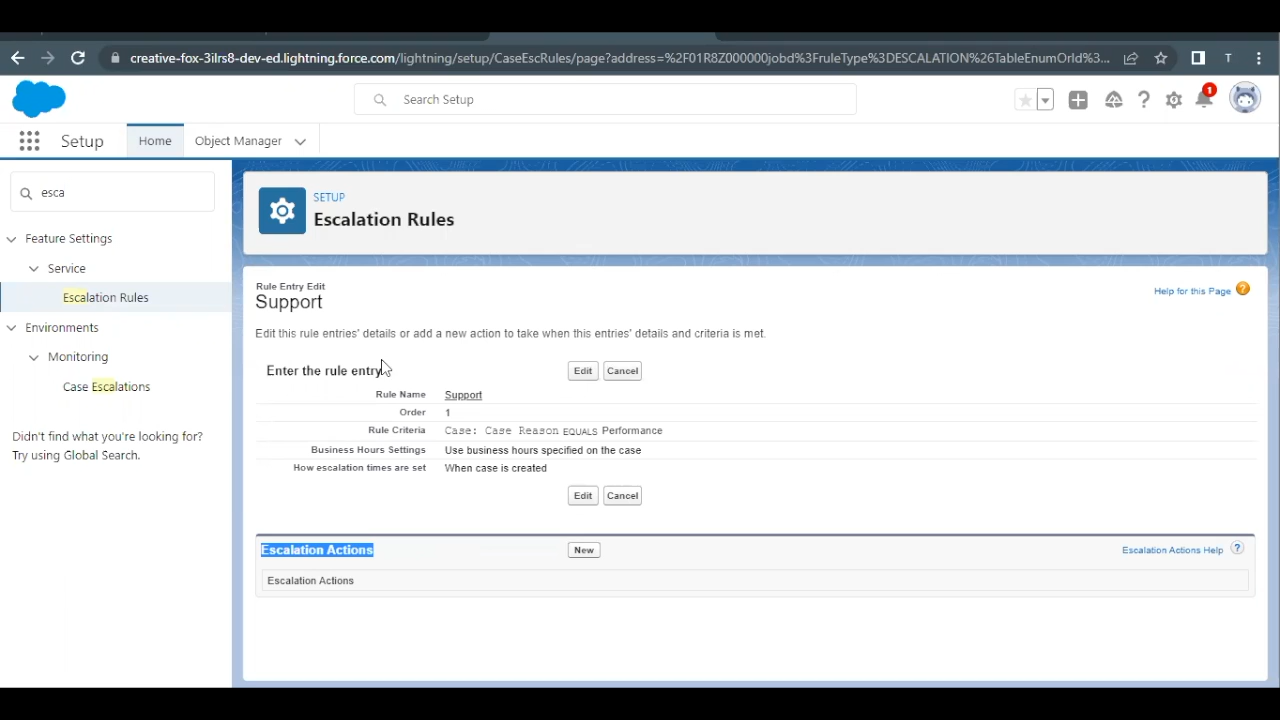 creative-fox-3ilrs8-dev-ed.lightning.force.com/lightning/setup/CaseEscRules/page?address=%2F01R8Z000000jobd%3FruleType%3DESCALATION%26TableEnumOrId%3...
T
Search Setup
1
Setup
Home
Object Manager
esca
Feature Settings
Service
Escalation Rules
Environments
Monitoring
Case Escalations
Didn't find what you're looking for?
Try using Global Search.
SETUP
Escalation Rules
Rule Entry Edit
Support
Help for this Page ?
Edit this rule entries' details or add a new action to take when this entries' details and criteria is met.
Enter the rule entry
Edit
Cancel
Rule Name Support
Order 1
Rule Criteria Case: Case Reason EQUALS Performance
Business Hours Settings Use business hours specified on the case
How escalation times are set When case is created
Edit
Cancel
Escalation Actions
New
Escalation Actions Help ?
Escalation Actions